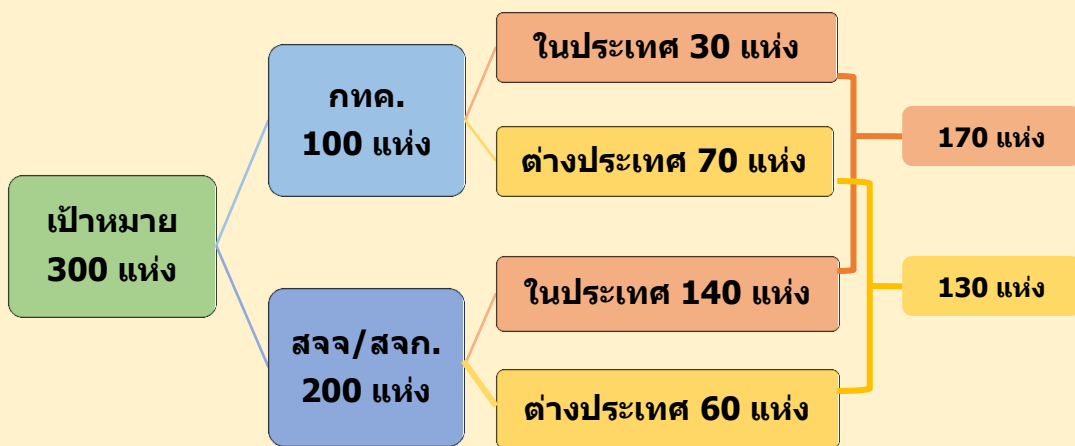 เป้าหมาย
300 แห่ง
กทค.
100 แห่ง
ในประเทศ 30 แห่ง
ต่างประเทศ 70 แห่ง
สจจ/สจก.
200 แห่ง
ในประเทศ 140 แห่ง
ต่างประเทศ 60 แห่ง
170 แห่ง
130 แห่ง